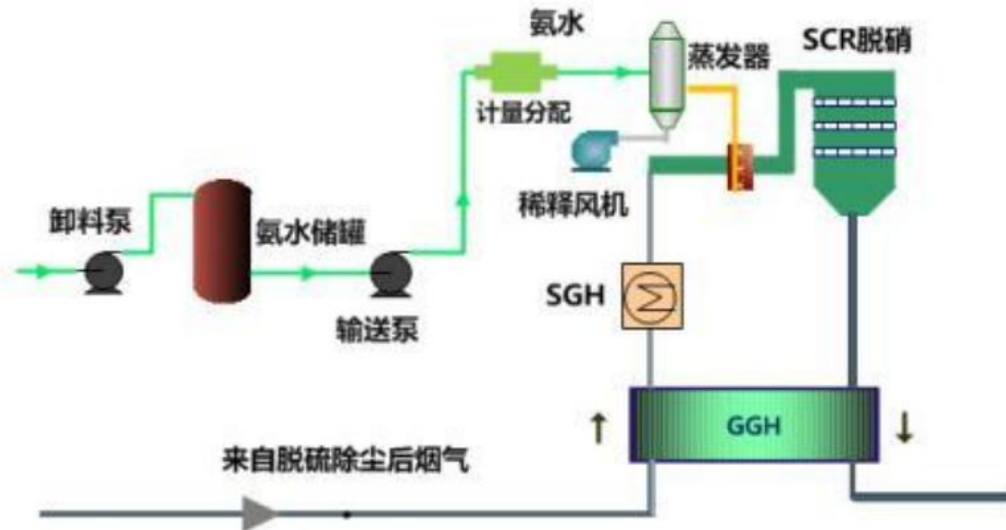 氨水
SCR脱硝
蒸发器
计量分配
卸料泵
氨水储罐
稀释风机
SGH
输送泵
GGH
来自脱硫除尘后烟气